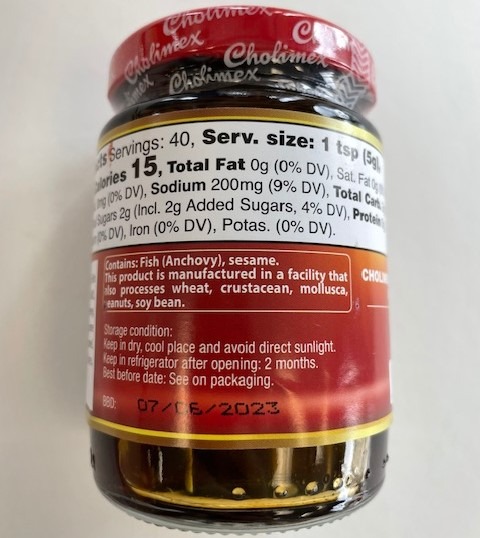 Cholimex
Cholimex
Cholimex
Cholimex
Servings: 40, Serv. size: 1 tsp (5g),
Calories 15, Total Fat 0g (0% DV), Sat. Fat 0g
(0% DV), Sodium 200mg (9% DV), Total Carb.
Sugars 2g (Incl. 2g Added Sugars, 4% DV), Protein
DV), Iron (0% DV), Potas. (0% DV).
Contains: Fish (Anchovy), sesame.
This product is manufactured in a facility that
also processes wheat, crustacean, mollusca,
peanuts, soy bean.
Storage condition:
Keep in dry, cool place and avoid direct sunlight.
Keep in refrigerator after opening: 2 months.
Best before date: See on packaging.
BBD: 07/06/2023